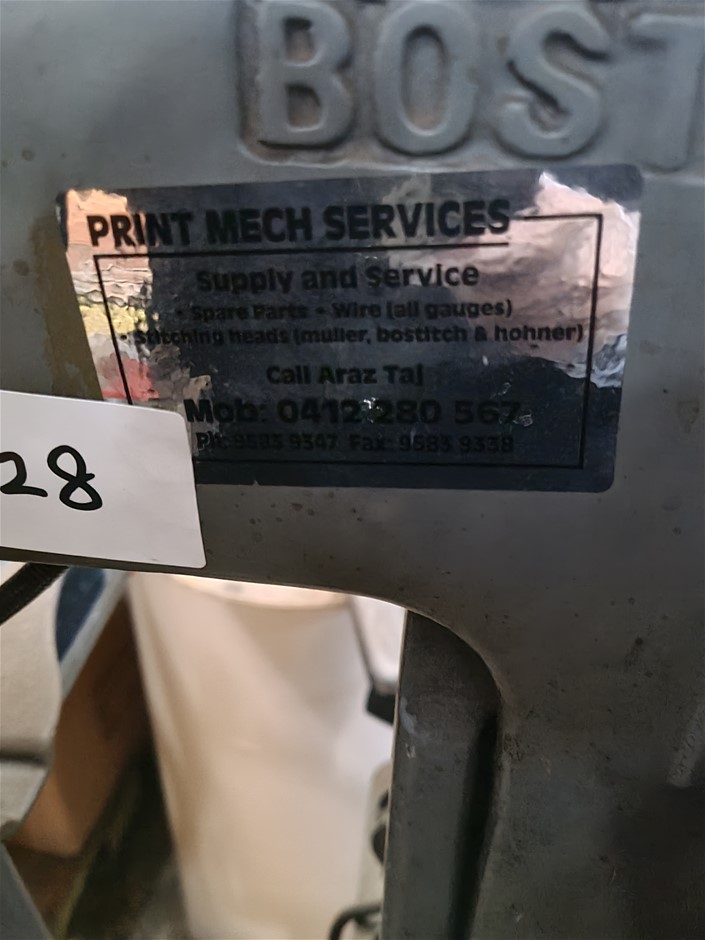 BOST
PRINT MECH SERVICES
Supply and Service
• Spare Parts • Wire (all gauges)
• Stitching heads (muller, bostitch & hohner)
Call Araz Taj
Mob: 0412 280 567
Ph: 9583 9347 Fax: 9583 9338
28